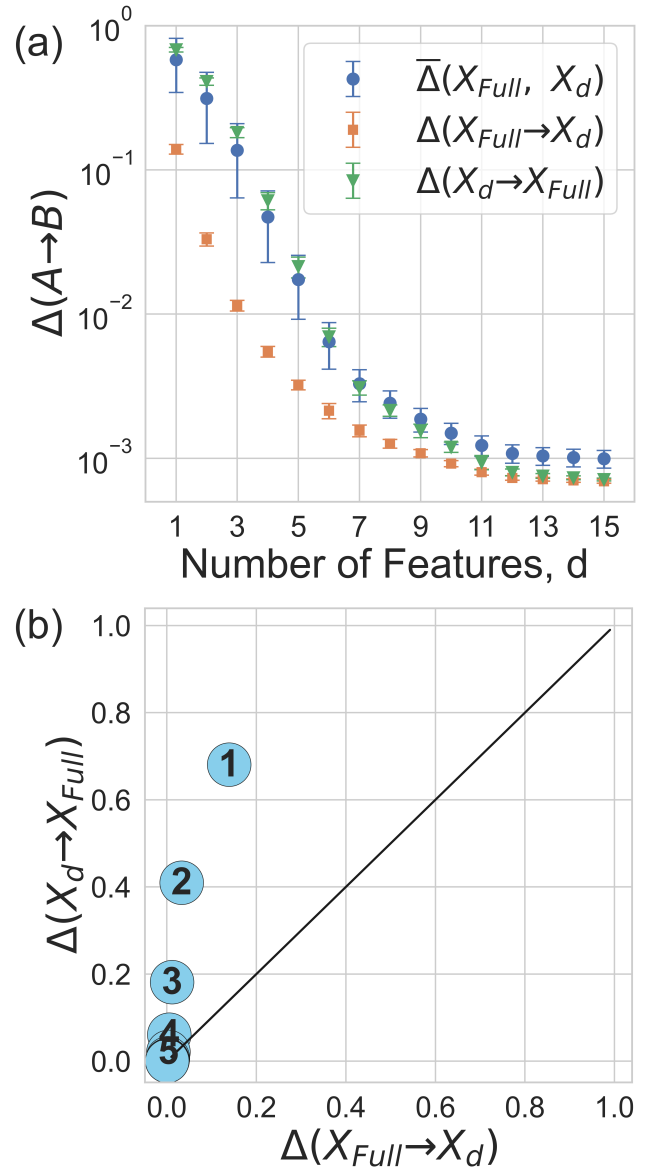 (a)
10⁰
10⁻¹
10⁻²
10⁻³
Δ(A→B)
Δ̅(X_Full, X_d)
Δ(X_Full→X_d)
Δ(X_d→X_Full)
1 3 5 7 9 11 13 15
Number of Features, d
(b)
1.0
0.8
0.6
0.4
0.2
0.0
Δ(X_d→X_Full)
1
2
3
4
5
0.0 0.2 0.4 0.6 0.8 1.0
Δ(X_Full→X_d)